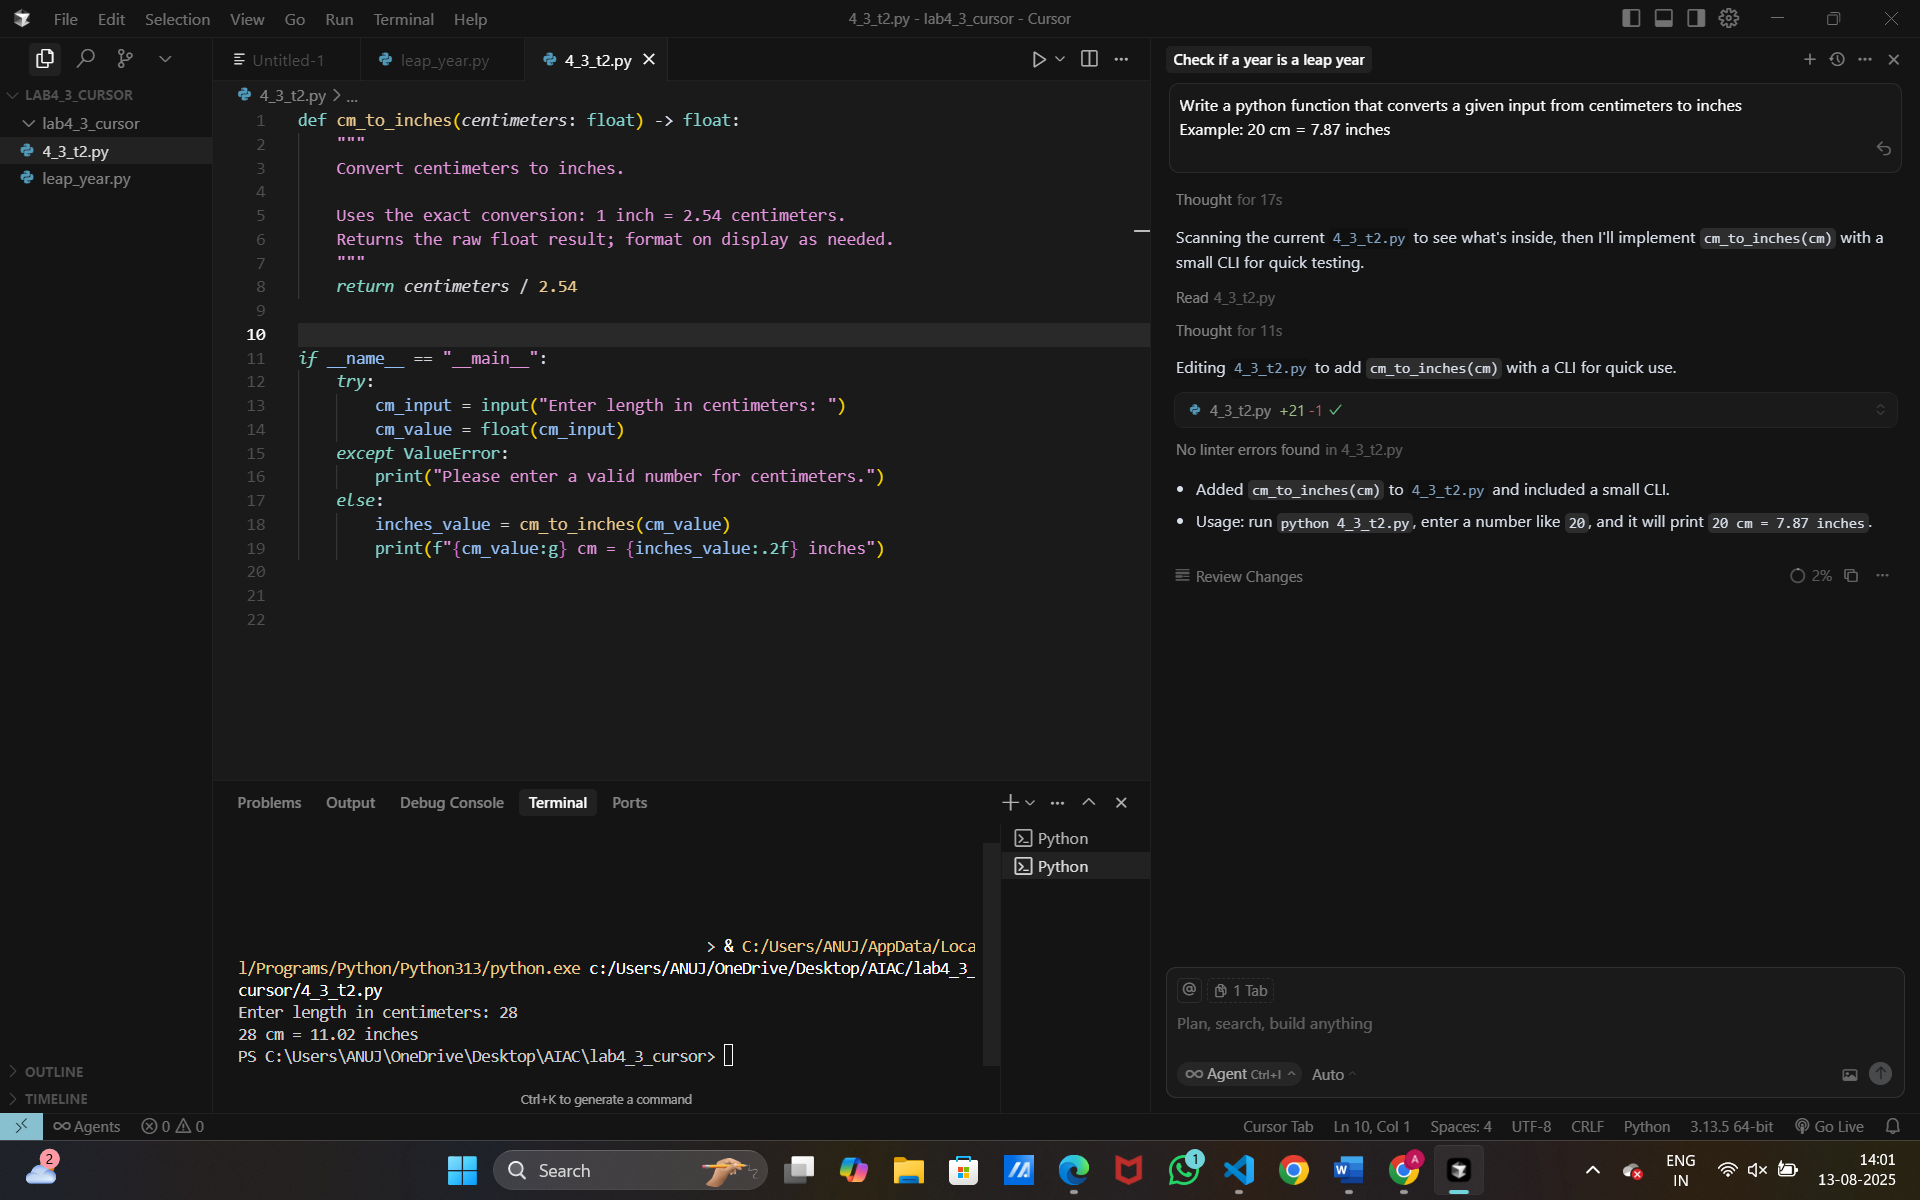 File Edit Selection View Go Run Terminal Help
4_3_t2.py - lab4_3_cursor - Cursor
Untitled-1
leap_year.py
4_3_t2.py
LAB4_3_CURSOR
lab4_3_cursor
4_3_t2.py
leap_year.py
OUTLINE
TIMELINE
4_3_t2.py > ...
1 def cm_to_inches(centimeters: float) -> float:
2 """
3 Convert centimeters to inches.
4
5 Uses the exact conversion: 1 inch = 2.54 centimeters.
6 Returns the raw float result; format on display as needed.
7 """
8 return centimeters / 2.54
9
10
11 if __name__ == "__main__":
12 try:
13 cm_input = input("Enter length in centimeters: ")
14 cm_value = float(cm_input)
15 except ValueError:
16 print("Please enter a valid number for centimeters.")
17 else:
18 inches_value = cm_to_inches(cm_value)
19 print(f"{cm_value:g} cm = {inches_value:.2f} inches")
20
21
22
Problems Output Debug Console Terminal Ports
Python
Python
> & C:/Users/ANUJ/AppData/Loca
l/Programs/Python/Python313/python.exe c:/Users/ANUJ/OneDrive/Desktop/AIAC/lab4_3_
cursor/4_3_t2.py
Enter length in centimeters: 28
28 cm = 11.02 inches
PS C:\Users\ANUJ\OneDrive\Desktop\AIAC\lab4_3_cursor>
Ctrl+K to generate a command
Check if a year is a leap year
Write a python function that converts a given input from centimeters to inches
Example: 20 cm = 7.87 inches
Thought for 17s
Scanning the current 4_3_t2.py to see what's inside, then I'll implement cm_to_inches(cm) with a
small CLI for quick testing.
Read 4_3_t2.py
Thought for 11s
Editing 4_3_t2.py to add cm_to_inches(cm) with a CLI for quick use.
4_3_t2.py +21 -1
No linter errors found in 4_3_t2.py
• Added cm_to_inches(cm) to 4_3_t2.py and included a small CLI.
• Usage: run python 4_3_t2.py, enter a number like 20, and it will print 20 cm = 7.87 inches.
Review Changes
2%
@ 1 Tab
Plan, search, build anything
Agent Ctrl+I Auto
Agents 0 0
Cursor Tab Ln 10, Col 1 Spaces: 4 UTF-8 CRLF Python 3.13.5 64-bit Go Live
2
Search
1
A
ENG
IN
14:01
13-08-2025